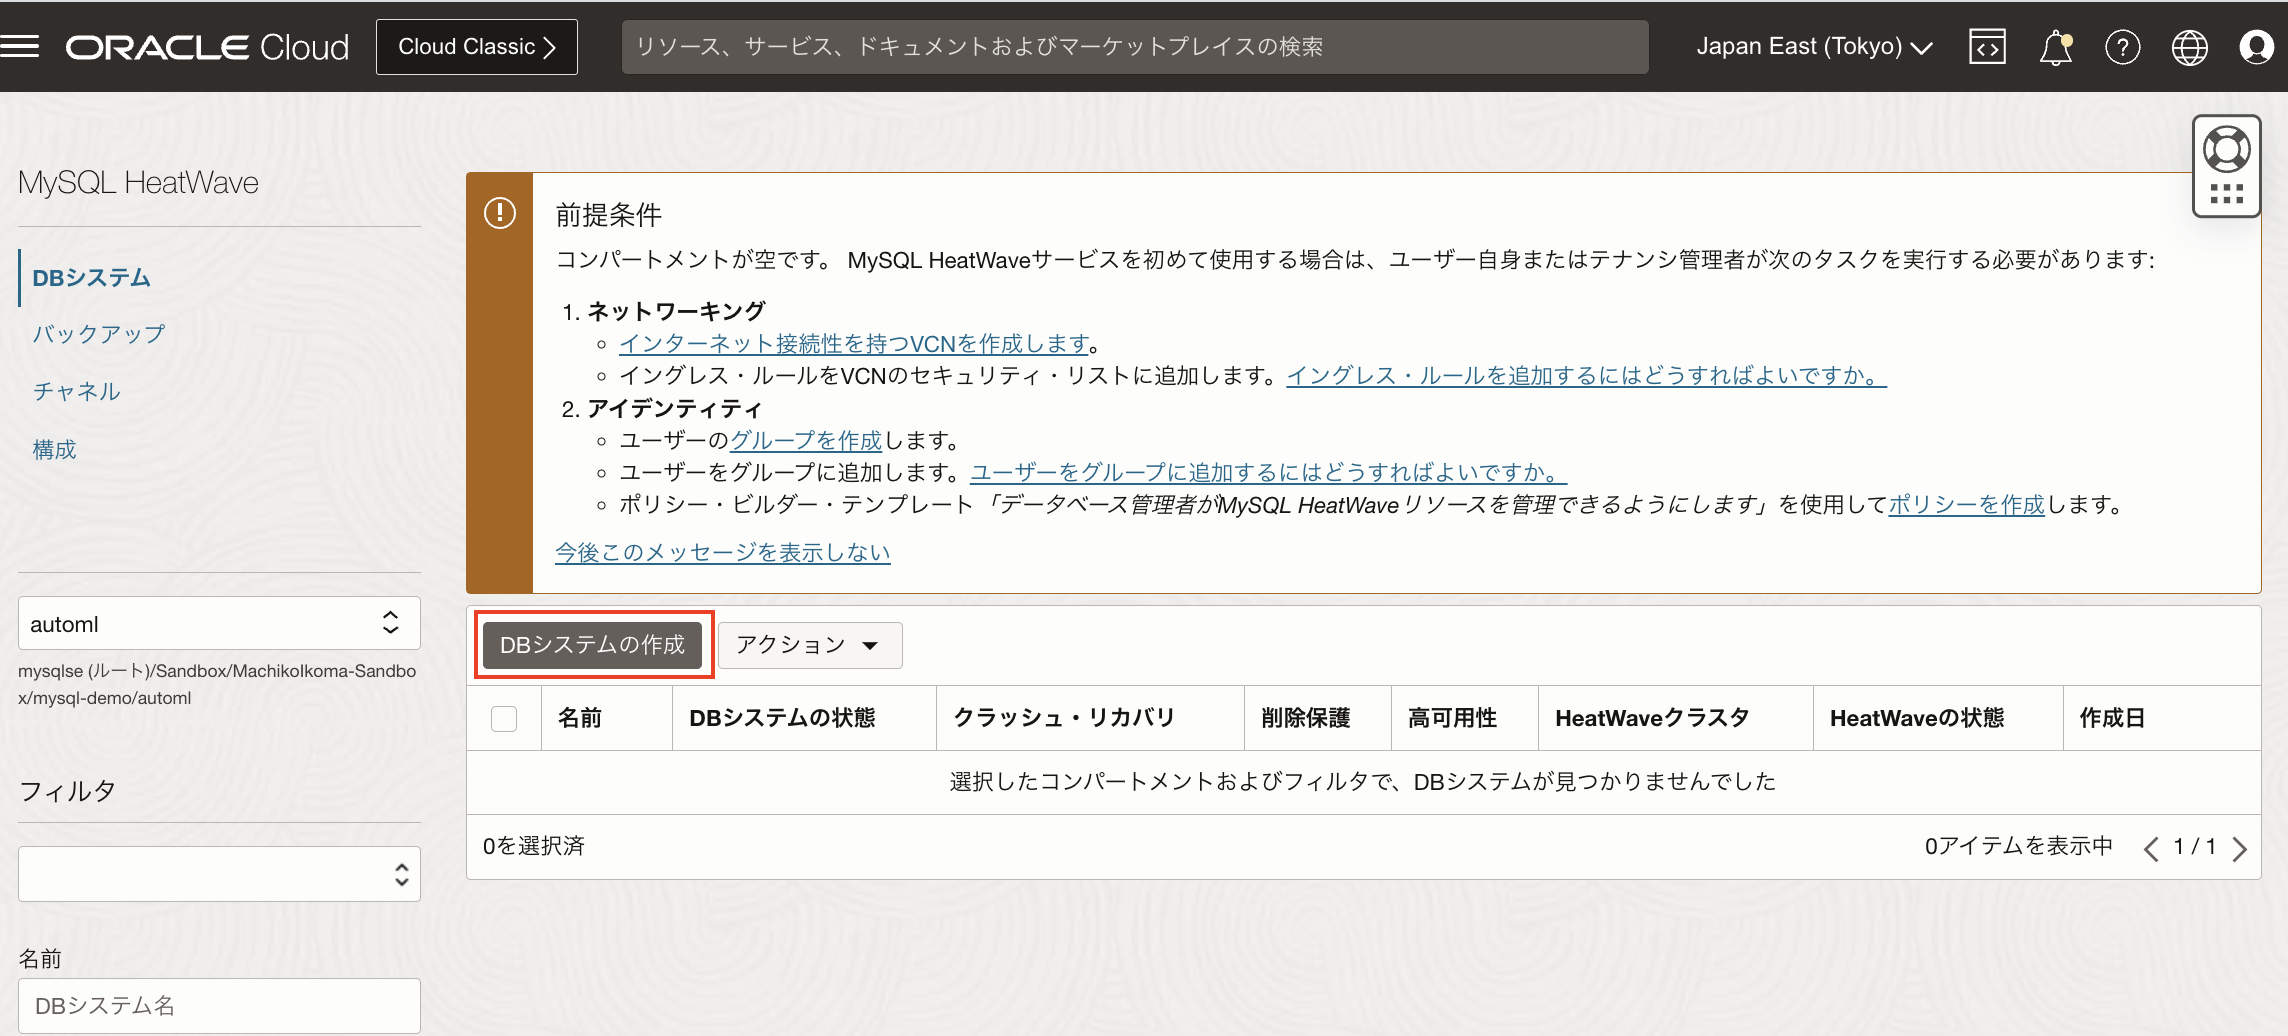 ORACLE Cloud
Cloud Classic
リソース、サービス、ドキュメントおよびマーケットプレイスの検索
Japan East (Tokyo)
MySQL HeatWave
DBシステム
バックアップ
チャネル
構成
automl
mysqlse (ルート)/Sandbox/MachikoIkoma-Sandbo
x/mysql-demo/automl
フィルタ
名前
DBシステム名
前提条件
コンパートメントが空です。 MySQL HeatWaveサービスを初めて使用する場合は、ユーザー自身またはテナンシ管理者が次のタスクを実行する必要があります:
1. ネットワーキング
インターネット接続性を持つVCNを作成します。
イングレス・ルールをVCNのセキュリティ・リストに追加します。イングレス・ルールを追加するにはどうすればよいですか。
2. アイデンティティ
ユーザーのグループを作成します。
ユーザーをグループに追加します。ユーザーをグループに追加するにはどうすればよいですか。
ポリシー・ビルダー・テンプレート「データベース管理者がMySQL HeatWaveリソースを管理できるようにします」を使用してポリシーを作成します。
今後このメッセージを表示しない
DBシステムの作成 アクション
名前 DBシステムの状態 クラッシュ・リカバリ 削除保護 高可用性 HeatWaveクラスタ HeatWaveの状態 作成日
選択したコンパートメントおよびフィルタで、DBシステムが見つかりませんでした
0を選択済 0アイテムを表示中 1 / 1